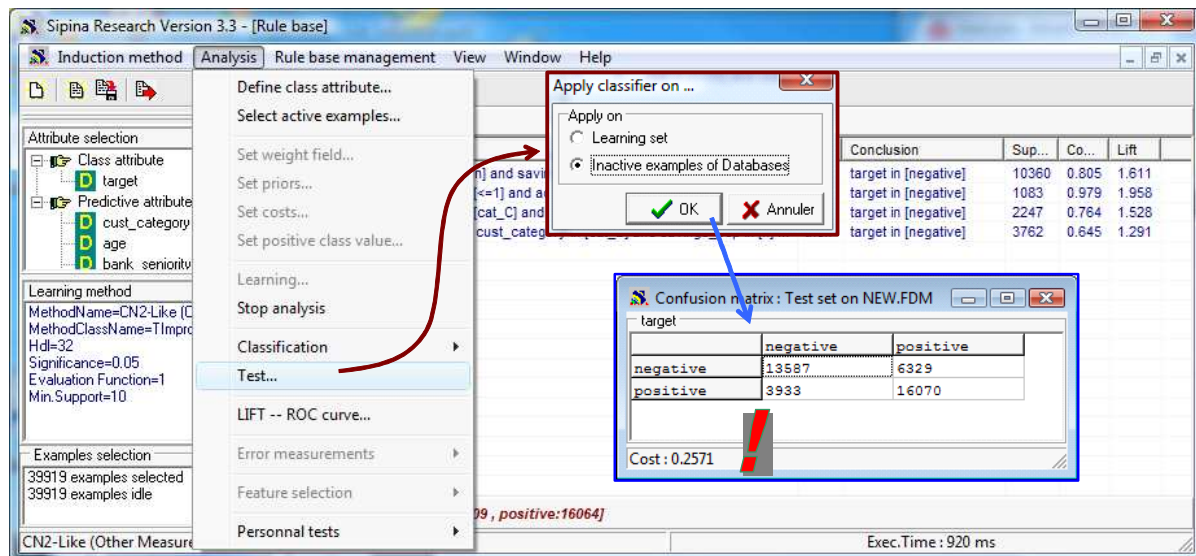 Sipina Research Version 3.3 - [Rule base]
Induction method Analysis Rule base management View Window Help
Define class attribute...
Select active examples...
Set weight field...
Set priors...
Set costs...
Set positive class value...
Learning...
Stop analysis
Classification
Test...
LIFT -- ROC curve...
Error measurements
Feature selection
Personnal tests
Attribute selection
Class attribute
target
Predictive attribute
cust_category
age
bank_seniority
Learning method
MethodName=CN2-Like (
MethodClassName=TImpro
Hdl=32
Significance=0.05
Evaluation Function=1
Min.Support=10
Examples selection
39919 examples selected
39919 examples idle
Apply classifier on ...
Apply on
Learning set
Inactive examples of Databases
OK Annuler
Conclusion Sup... Co... Lift
n] and savi target in [negative] 10360 0.805 1.611
[<=1] and a target in [negative] 1083 0.979 1.958
[cat_C] and target in [negative] 2247 0.764 1.528
target in [negative] 3762 0.645 1.291
Confusion matrix : Test set on NEW.FDM
target
negative positive
negative 13587 6329
positive 3933 16070
!
Cost : 0.2571
09 , positive:16064]
CN2-Like (Other Measure Exec.Time : 920 ms